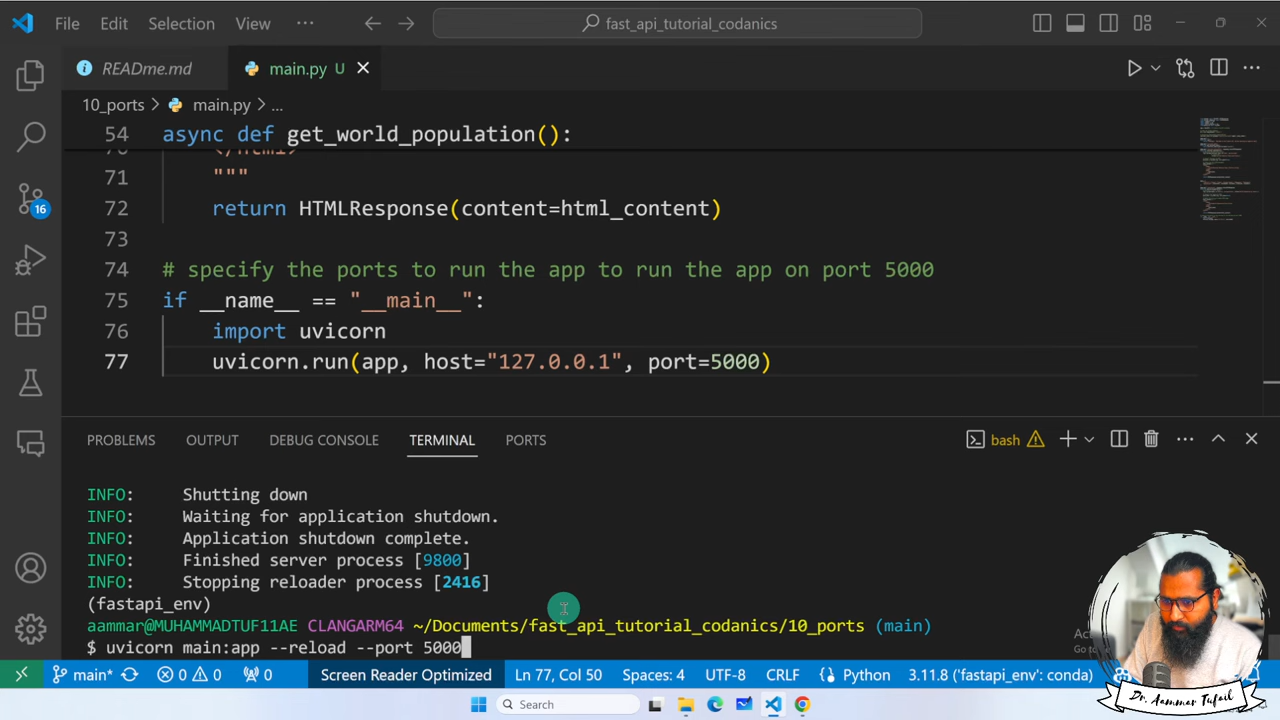 File Edit Selection View ··· fast_api_tutorial_codanics
READme.md main.py U
10_ports > main.py > ...
54 async def get_world_population():
71 """
72 return HTMLResponse(content=html_content)
73
74 # specify the ports to run the app to run the app on port 5000
75 if __name__ == "__main__":
76 import uvicorn
77 uvicorn.run(app, host="127.0.0.1", port=5000)
16
PROBLEMS OUTPUT DEBUG CONSOLE TERMINAL PORTS bash
INFO: Shutting down
INFO: Waiting for application shutdown.
INFO: Application shutdown complete.
INFO: Finished server process [9800]
INFO: Stopping reloader process [2416]
(fastapi_env)
aammar@MUHAMMADTUF11AE CLANGARM64 ~/Documents/fast_api_tutorial_codanics/10_ports (main)
$ uvicorn main:app --reload --port 5000
main* 0 0 0 Screen Reader Optimized Ln 77, Col 50 Spaces: 4 UTF-8 CRLF Python 3.11.8 ('fastapi_env': conda)
Search
Dr. Aammar Tufail